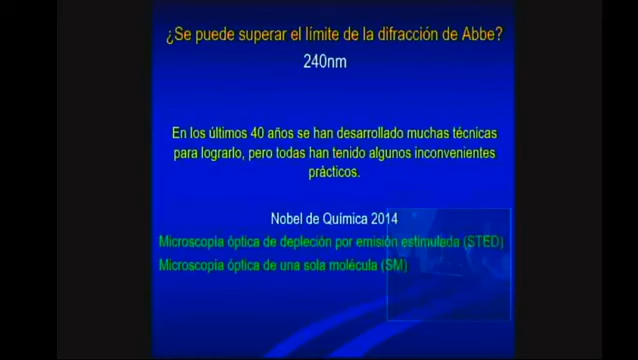 ¿Se puede superar el límite de la difracción de Abbe?
240nm
En los últimos 40 años se han desarrollado muchas técnicas
para lograrlo, pero todas han tenido algunos inconvenientes
prácticos.
Nobel de Química 2014
Microscopia óptica de depleción por emisión estimulada (STED)
Microscopia óptica de una sola molécula (SM)